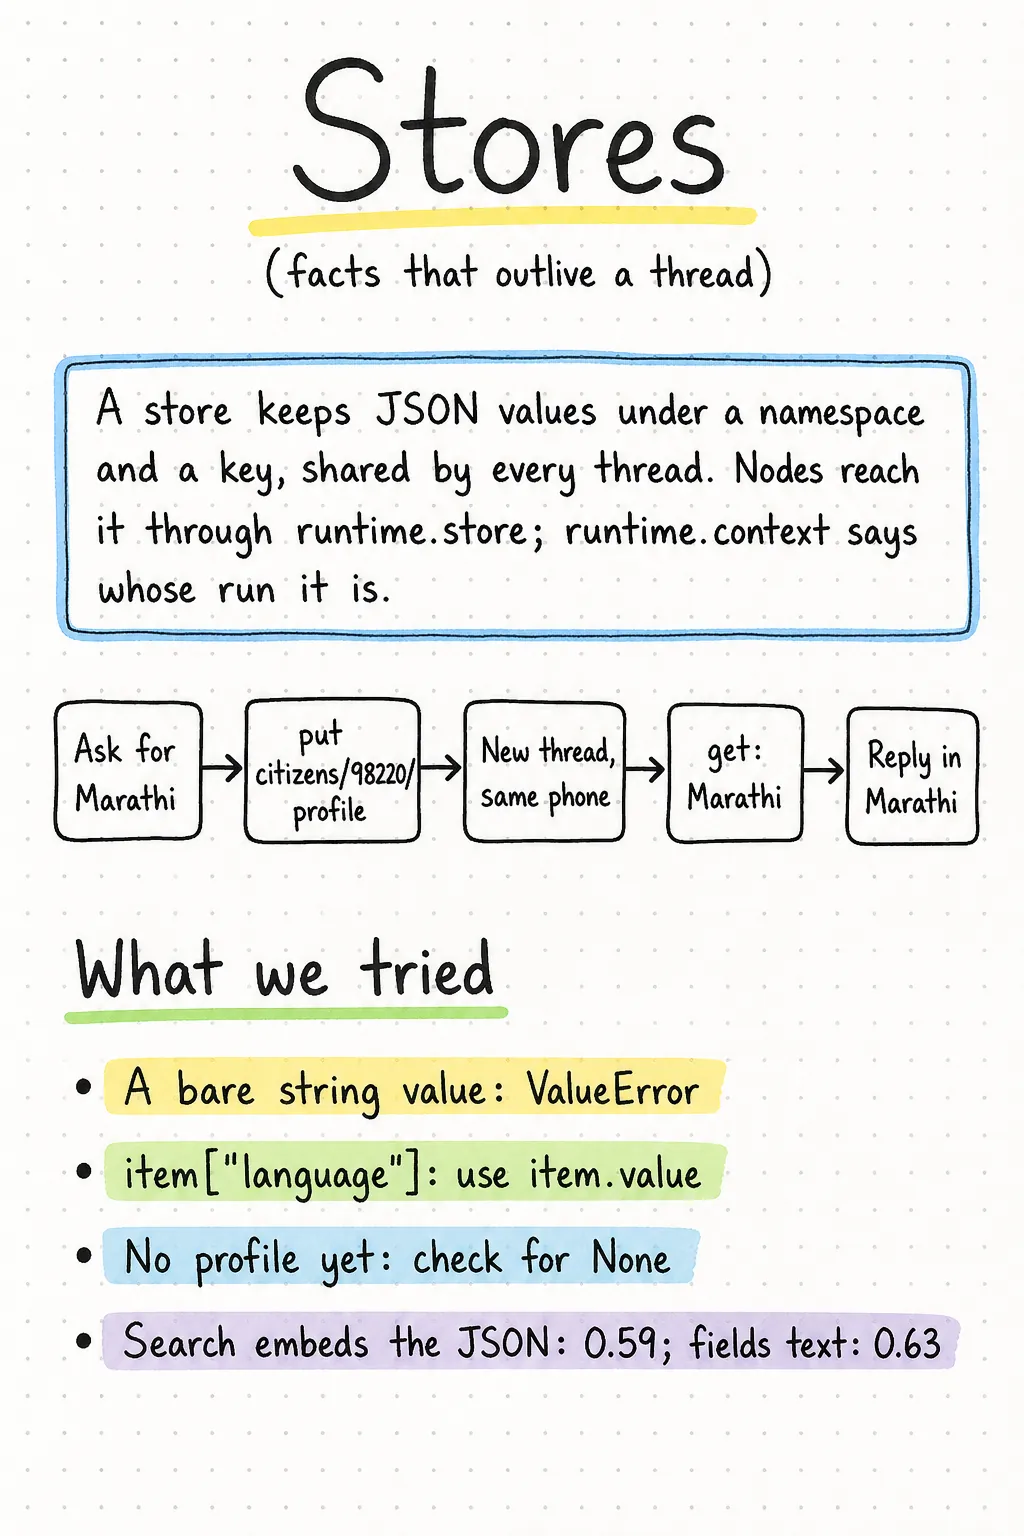 Stores
(facts that outlive a thread)
A store keeps JSON values under a namespace
and a key, shared by every thread. Nodes reach
it through runtime.store; runtime.context says
whose run it is.
Ask for
Marathi
put
citizens/98220/
profile
New thread,
same phone
get:
Marathi
Reply in
Marathi
What we tried
• A bare string value: ValueError
• item["language"]: use item.value
• No profile yet: check for None
• Search embeds the JSON: 0.59; fields text: 0.63